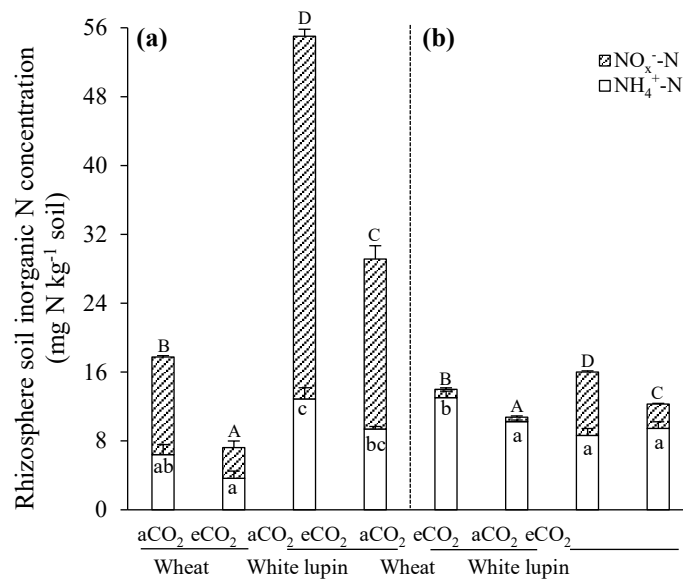 56
(a)
D
(b)
NOₓ⁻-N
NH₄⁺-N
48
40
32
C
24
B
D
16
B
A
C
A
c
b
8
ab
bc
a
a
a
a
0
Rhizosphere soil inorganic N concentration
(mg N kg⁻¹ soil)
aCO₂ eCO₂ aCO₂ eCO₂ aCO₂ eCO₂ aCO₂ eCO₂
Wheat White lupin Wheat White lupin